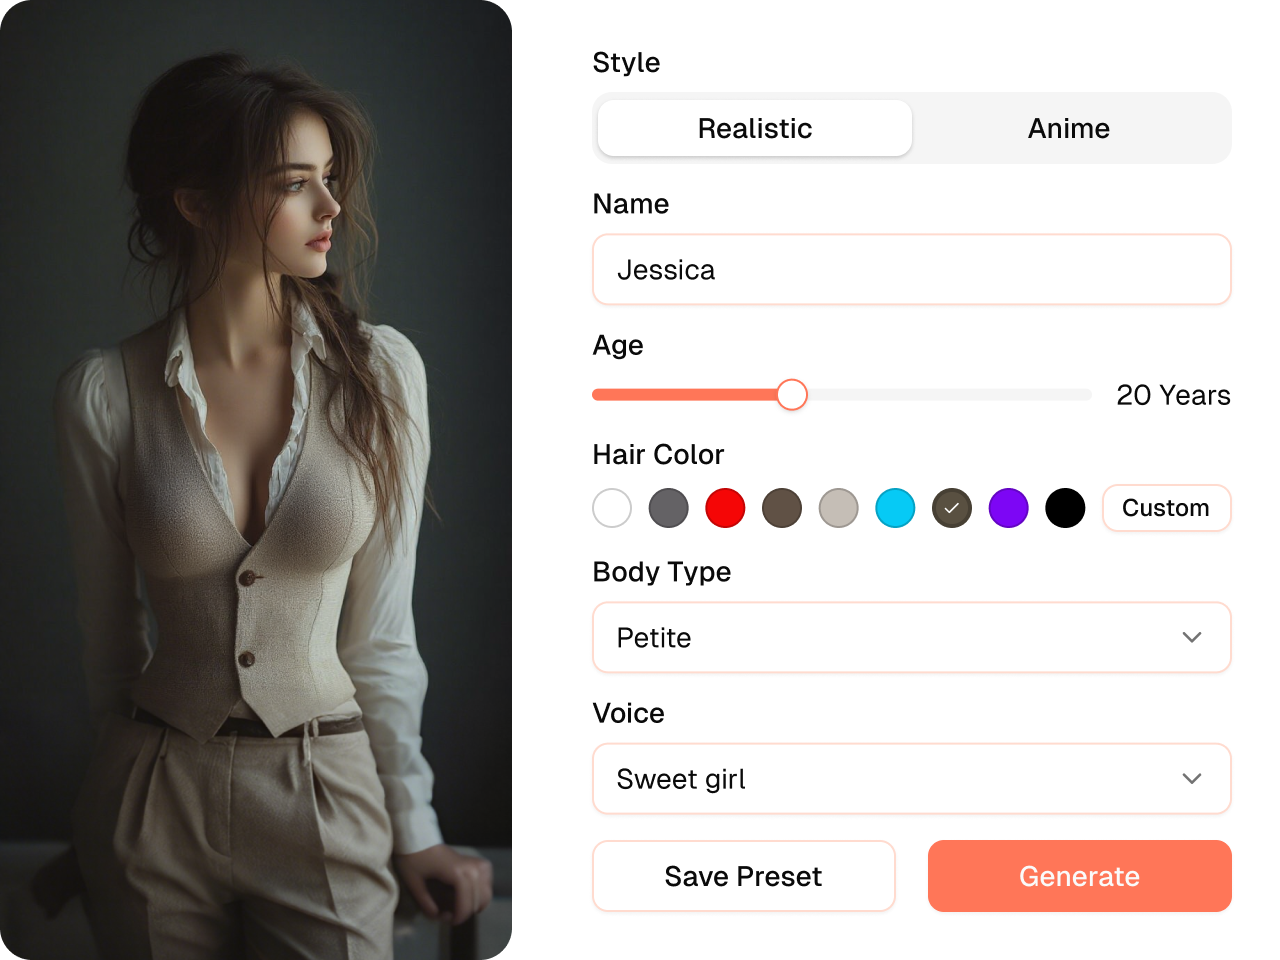 Style
Realistic Anime
Name
Jessica
Age
20 Years
Hair Color
Custom
Body Type
Petite
Voice
Sweet girl
Save Preset Generate